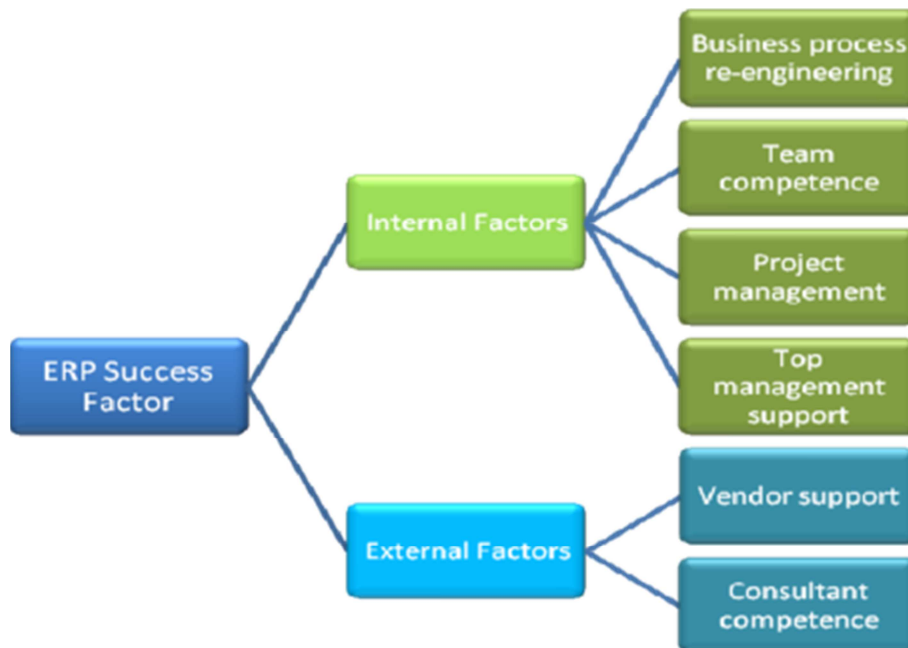 Business process
re-engineering
Team
competence
Internal Factors
Project
management
ERP Success
Factor
Top
management
support
Vendor support
External Factors
Consultant
competence